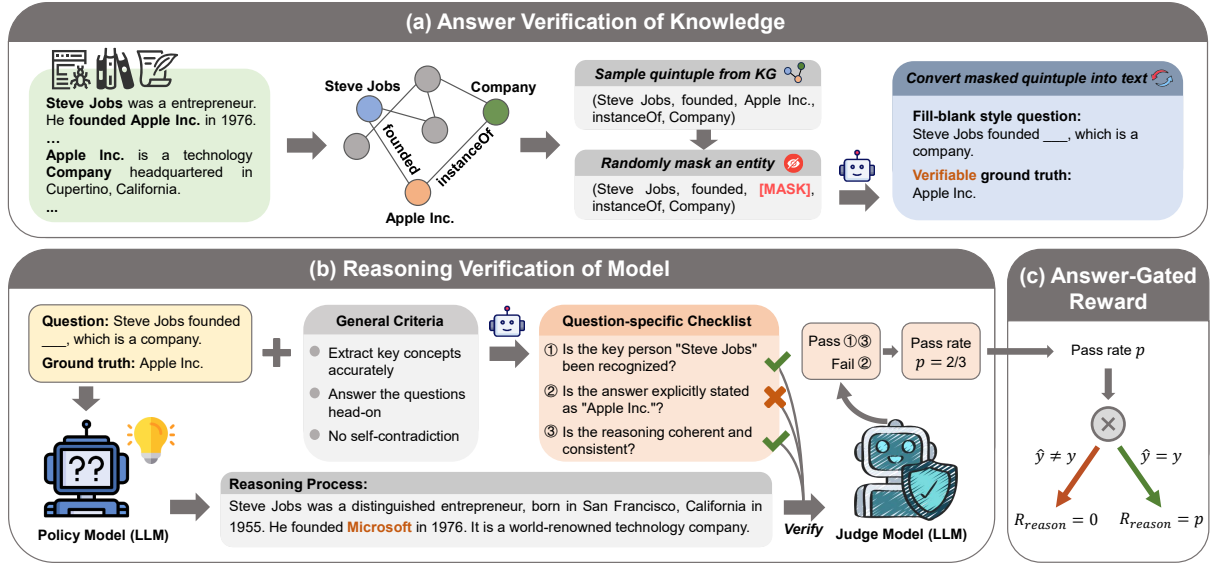 (a) Answer Verification of Knowledge
Steve Jobs was a entrepreneur.
He founded Apple Inc. in 1976.
...
Apple Inc. is a technology
Company headquartered in
Cupertino, California.
...
Steve Jobs
Company
founded
instanceOf
Apple Inc.
Sample quintuple from KG
(Steve Jobs, founded, Apple Inc.,
instanceOf, Company)
Randomly mask an entity
(Steve Jobs, founded, [MASK],
instanceOf, Company)
Convert masked quintuple into text
Fill-blank style question:
Steve Jobs founded ___, which is a
company.
Verifiable ground truth:
Apple Inc.
(b) Reasoning Verification of Model
Question: Steve Jobs founded
___, which is a company.
Ground truth: Apple Inc.
??
Policy Model (LLM)
General Criteria
Extract key concepts
accurately
Answer the questions
head-on
No self-contradiction
Question-specific Checklist
① Is the key person "Steve Jobs"
been recognized?
② Is the answer explicitly stated
as "Apple Inc."?
③ Is the reasoning coherent and
consistent?
Reasoning Process:
Steve Jobs was a distinguished entrepreneur, born in San Francisco, California in
1955. He founded Microsoft in 1976. It is a world-renowned technology company.
Verify
Pass ①③
Fail ②
Pass rate
p = 2/3
Judge Model (LLM)
(c) Answer-Gated
Reward
Pass rate p
ŷ ≠ y
ŷ = y
R_reason = 0
R_reason = p